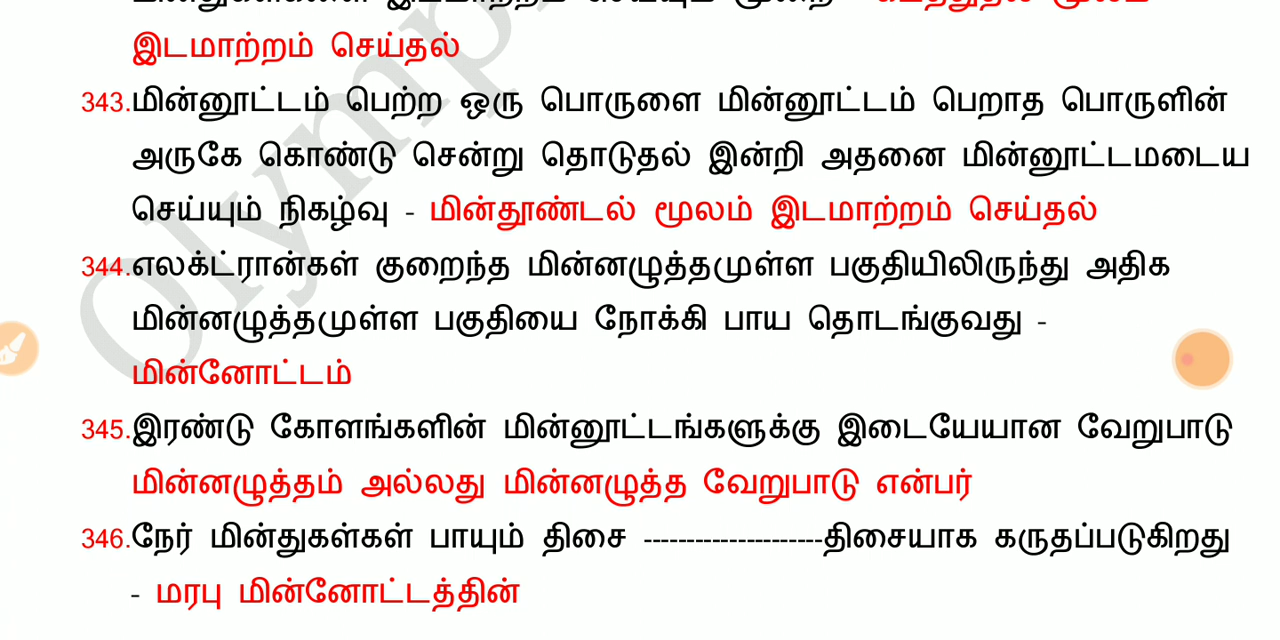 இடமாற்றம் செய்தல்
343.மின்னூட்டம் பெற்ற ஒரு பொருளை மின்னூட்டம் பெறாத பொருளின்
அருகே கொண்டு சென்று தொடுதல் இன்றி அதனை மின்னூட்டமடைய
செய்யும் நிகழ்வு - மின்தூண்டல் மூலம் இடமாற்றம் செய்தல்
344.எலக்ட்ரான்கள் குறைந்த மின்னழுத்தமுள்ள பகுதியிலிருந்து அதிக
மின்னழுத்தமுள்ள பகுதியை நோக்கி பாய தொடங்குவது -
மின்னோட்டம்
345.இரண்டு கோளங்களின் மின்னூட்டங்களுக்கு இடையேயான வேறுபாடு
மின்னழுத்தம் அல்லது மின்னழுத்த வேறுபாடு என்பர்
346.நேர் மின்துகள்கள் பாயும் திசை ---------------------திசையாக கருதப்படுகிறது
- மரபு மின்னோட்டத்தின்
Olymp